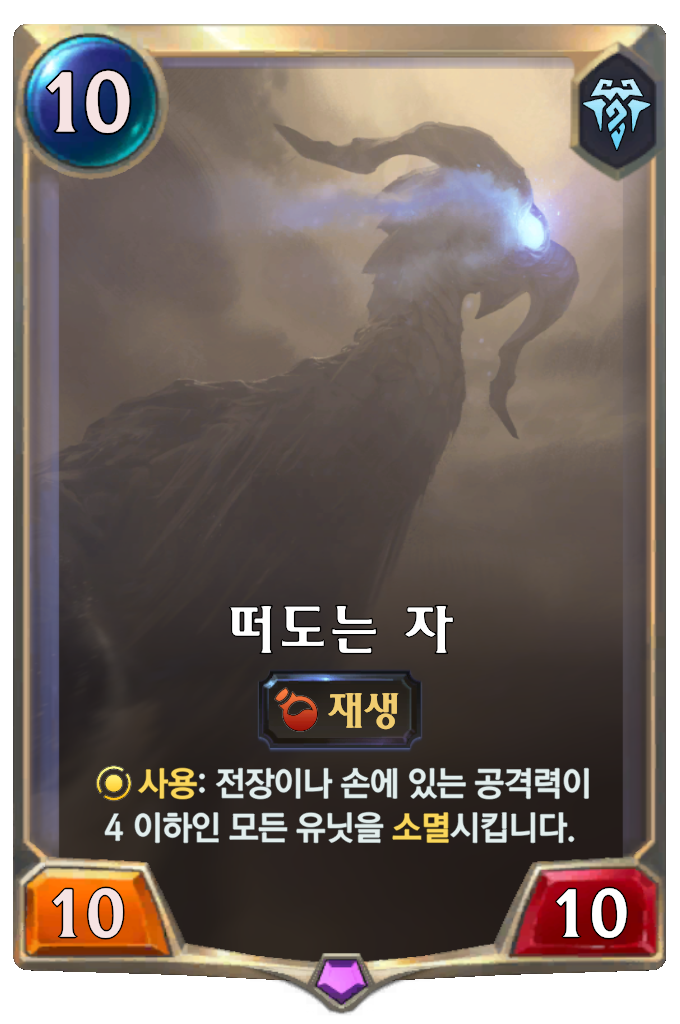 10
떠도는 자
재생
사용: 전장이나 손에 있는 공격력이
4 이하인 모든 유닛을 소멸시킵니다.
10 10